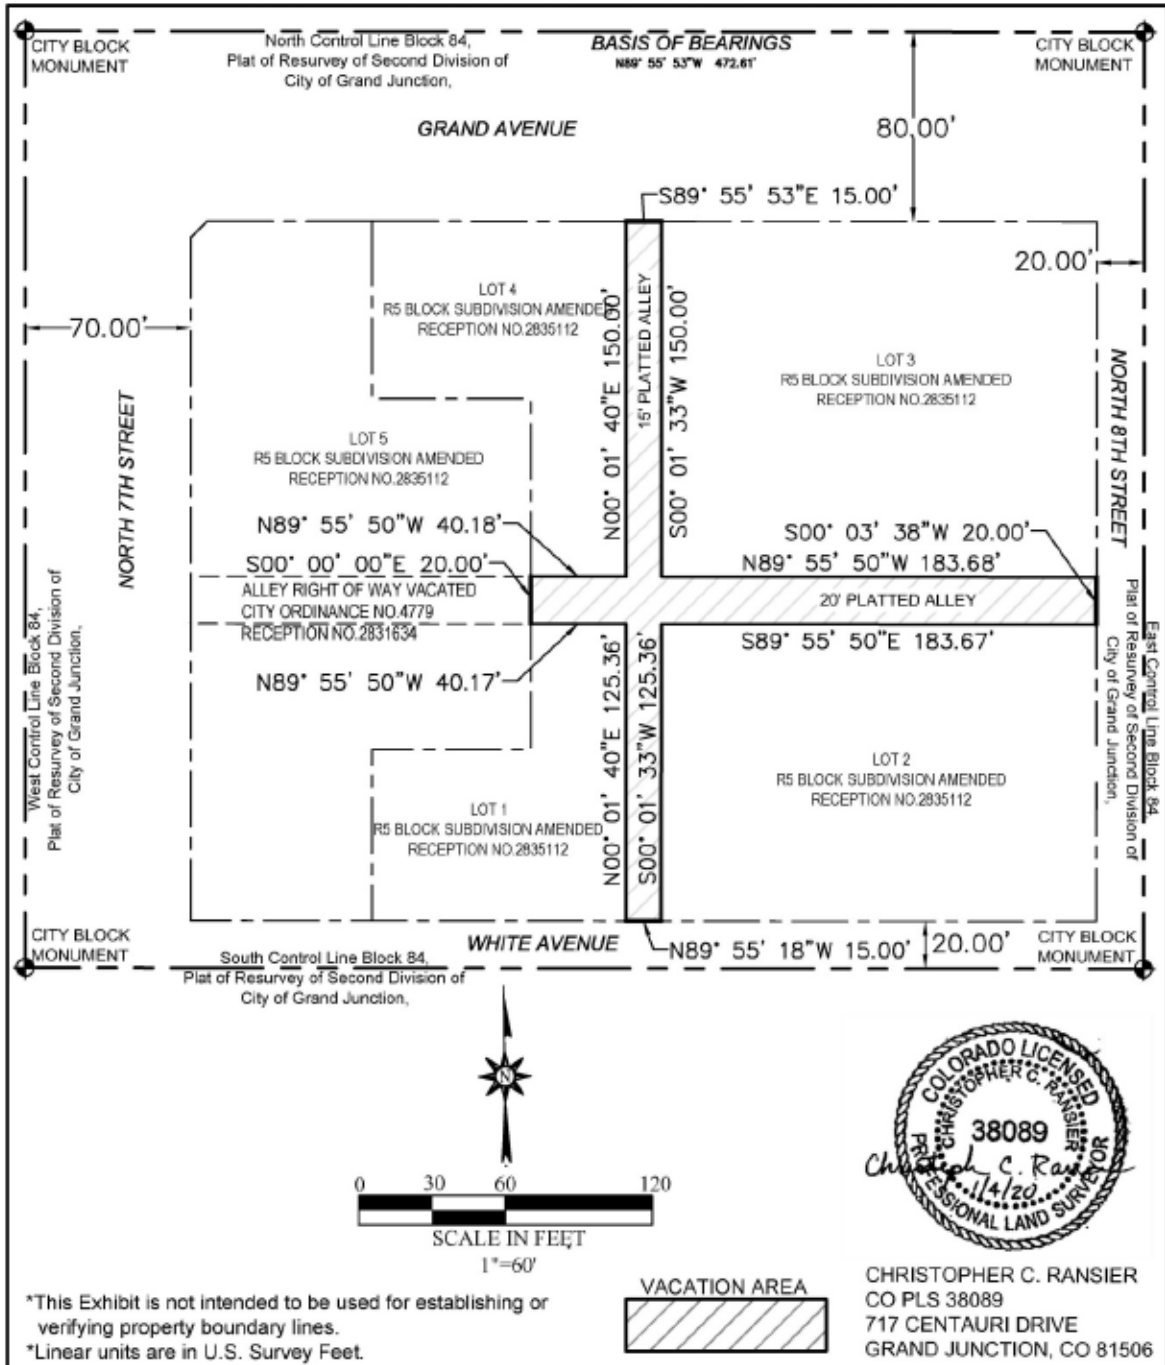 CITY BLOCK
MONUMENT
North Control Line Block 84,
Plat of Resurvey of Second Division of
City of Grand Junction,
BASIS OF BEARINGS
N89° 55' 53"W 472.61'
CITY BLOCK
MONUMENT
GRAND AVENUE
80.00'
S89° 55' 53"E 15.00'
20.00'
70.00'
LOT 4
R5 BLOCK SUBDIVISION AMENDED
RECEPTION NO.2835112
N00° 01' 40"E 150.00'
15' PLATTED ALLEY
S00° 01' 33"W 150.00'
LOT 3
R5 BLOCK SUBDIVISION AMENDED
RECEPTION NO.2835112
NORTH 7TH STREET
NORTH 8TH STREET
LOT 5
R5 BLOCK SUBDIVISION AMENDED
RECEPTION NO.2835112
N89° 55' 50"W 40.18'
S00° 00' 00"E 20.00'
ALLEY RIGHT OF WAY VACATED
CITY ORDINANCE NO.4779
RECEPTION NO.2831634
N89° 55' 50"W 40.17'
S00° 03' 38"W 20.00'
N89° 55' 50"W 183.68'
20' PLATTED ALLEY
S89° 55' 50"E 183.67'
West Control Line Block 84,
Plat of Resurvey of Second Division of
City of Grand Junction,
East Control Line Block 84,
Plat of Resurvey of Second Division of
City of Grand Junction,
N00° 01' 40"E 125.36'
S00° 01' 33"W 125.36'
LOT 1
R5 BLOCK SUBDIVISION AMENDED
RECEPTION NO.2835112
LOT 2
R5 BLOCK SUBDIVISION AMENDED
RECEPTION NO.2835112
CITY BLOCK
MONUMENT
WHITE AVENUE
N89° 55' 18"W 15.00'
20.00'
CITY BLOCK
MONUMENT
South Control Line Block 84,
Plat of Resurvey of Second Division of
City of Grand Junction,
N
0 30 60 120
SCALE IN FEET
1"=60'
COLORADO LICENSED
CHRISTOPHER C. RANSIER
38089
Christoph C. Ransier
1/4/20
PROFESSIONAL LAND SURVEYOR
VACATION AREA
CHRISTOPHER C. RANSIER
CO PLS 38089
717 CENTAURI DRIVE
GRAND JUNCTION, CO 81506
*This Exhibit is not intended to be used for establishing or
verifying property boundary lines.
*Linear units are in U.S. Survey Feet.